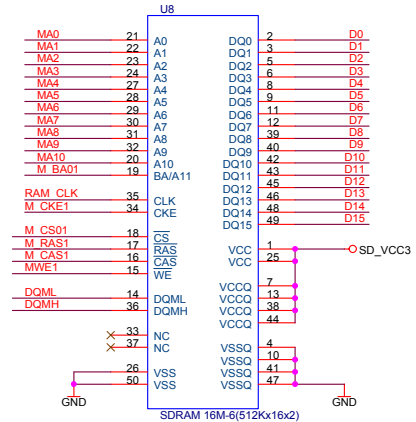 U8
MA0 21 A0 DQ0 2 D0
MA1 22 A1 DQ1 3 D1
MA2 23 A2 DQ2 5 D2
MA3 24 A3 DQ3 6 D3
MA4 27 A4 DQ4 8 D4
MA5 28 A5 DQ5 9 D5
MA6 29 A6 DQ6 11 D6
MA7 30 A7 DQ7 12 D7
MA8 31 A8 DQ8 39 D8
MA9 32 A9 DQ9 40 D9
MA10 20 A10 DQ10 42 D10
M_BA01 19 BA/A11 DQ11 43 D11
DQ12 45 D12
RAM_CLK 35 CLK DQ13 46 D13
M_CKE1 34 CKE DQ14 48 D14
DQ15 49 D15
M_CS01 18 CS VCC 1 SD_VCC3
M_RAS1 17 RAS VCC 25
M_CAS1 16 CAS
MWE1 15 WE VCCQ 7
VCCQ 13
DQML 14 DQML VCCQ 38
DQMH 36 DQMH VCCQ 44
33 NC VSSQ 4
37 NC VSSQ 10
26 VSS VSSQ 41
50 VSS VSSQ 47
GND GND
SDRAM 16M-6(512Kx16x2)